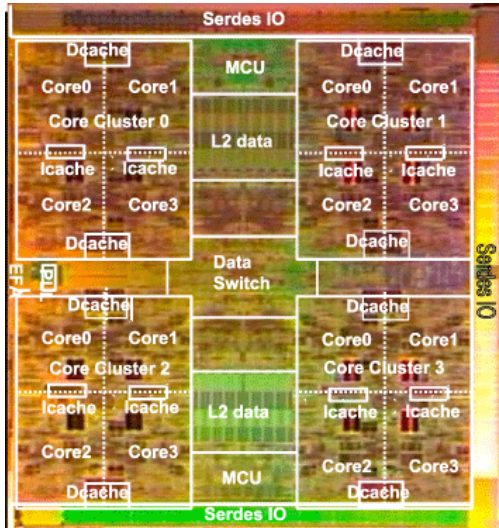 Serdes IO
Dcache
Dcache
Core0
Core1
MCU
Core0
Core1
Core Cluster 0
L2 data
Core Cluster 1
Icache
Icache
Icache
Icache
Core2
Core3
Core2
Core3
Dcache
Dcache
Data
Switch
EFA
Serdes IO
Dcache
Dcache
Core0
Core1
Core0
Core1
Core Cluster 2
Core Cluster 3
Icache
Icache
L2 data
Icache
Icache
Core2
Core3
MCU
Core2
Core3
Dcache
Dcache
Serdes IO